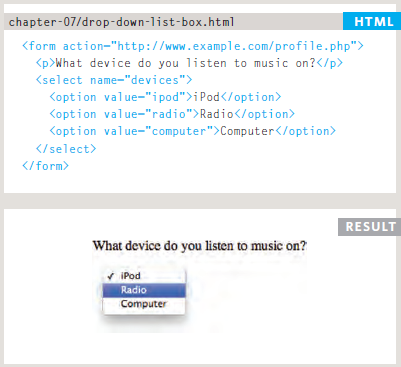 chapter-07/drop-down-list-box.html HTML
<form action="http://www.example.com/profile.php">
<p>What device do you listen to music on?</p>
<select name="devices">
<option value="ipod">iPod</option>
<option value="radio">Radio</option>
<option value="computer">Computer</option>
</select>
</form>
RESULT
What device do you listen to music on?
✓ iPod
Radio
Computer